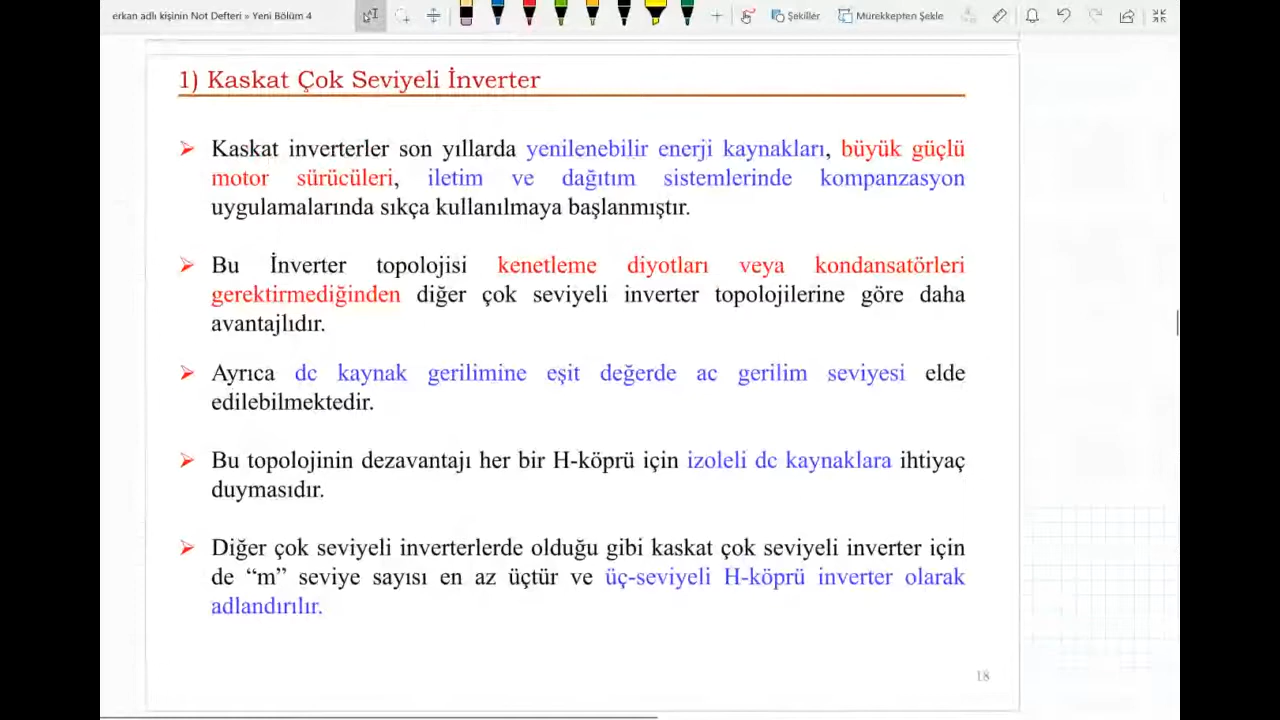 erkan adlı kişinin Not Defteri » Yeni Bölüm 4
Şekiller
Mürekkepten Şekle
1) Kaskat Çok Seviyeli İnverter
➢ Kaskat inverterler son yıllarda yenilenebilir enerji kaynakları, büyük güçlü
motor sürücüleri, iletim ve dağıtım sistemlerinde kompanzasyon
uygulamalarında sıkça kullanılmaya başlanmıştır.
➢ Bu İnverter topolojisi kenetleme diyotları veya kondansatörleri
gerektirmediğinden diğer çok seviyeli inverter topolojilerine göre daha
avantajlıdır.
➢ Ayrıca dc kaynak gerilimine eşit değerde ac gerilim seviyesi elde
edilebilmektedir.
➢ Bu topolojinin dezavantajı her bir H-köprü için izoleli dc kaynaklara ihtiyaç
duymasıdır.
➢ Diğer çok seviyeli inverterlerde olduğu gibi kaskat çok seviyeli inverter için
de “m” seviye sayısı en az üçtür ve üç-seviyeli H-köprü inverter olarak
adlandırılır.
18